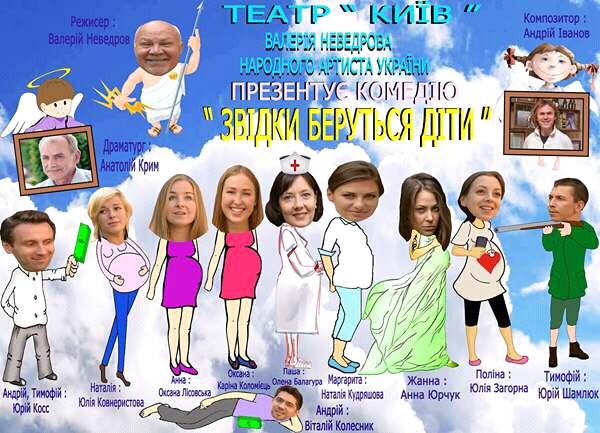 ТЕАТР “ КИЇВ “
ВАЛЕРІЯ НЕВЕДРОВА
НАРОДНОГО АРТИСТА УКРАЇНИ
ПРЕЗЕНТУЄ КОМЕДІЮ
“ ЗВІДКИ БЕРУТЬСЯ ДІТИ “
Режисер :
Валерій Неведров
Композитор :
Андрій Іванов
Драматург :
Анатолій Крим
Андрій, Тимофій :
Юрій Косс
Наталія :
Юлія Ковнеристова
Анна :
Оксана Лісовська
Оксана :
Каріна Коломієць
Паша :
Олена Балагура
Маргарита :
Наталія Кудряшова
Жанна :
Анна Юрчук
Поліна :
Юлія Загорна
Тимофій :
Юрій Шамлюк
Андрій :
Віталій Колесник